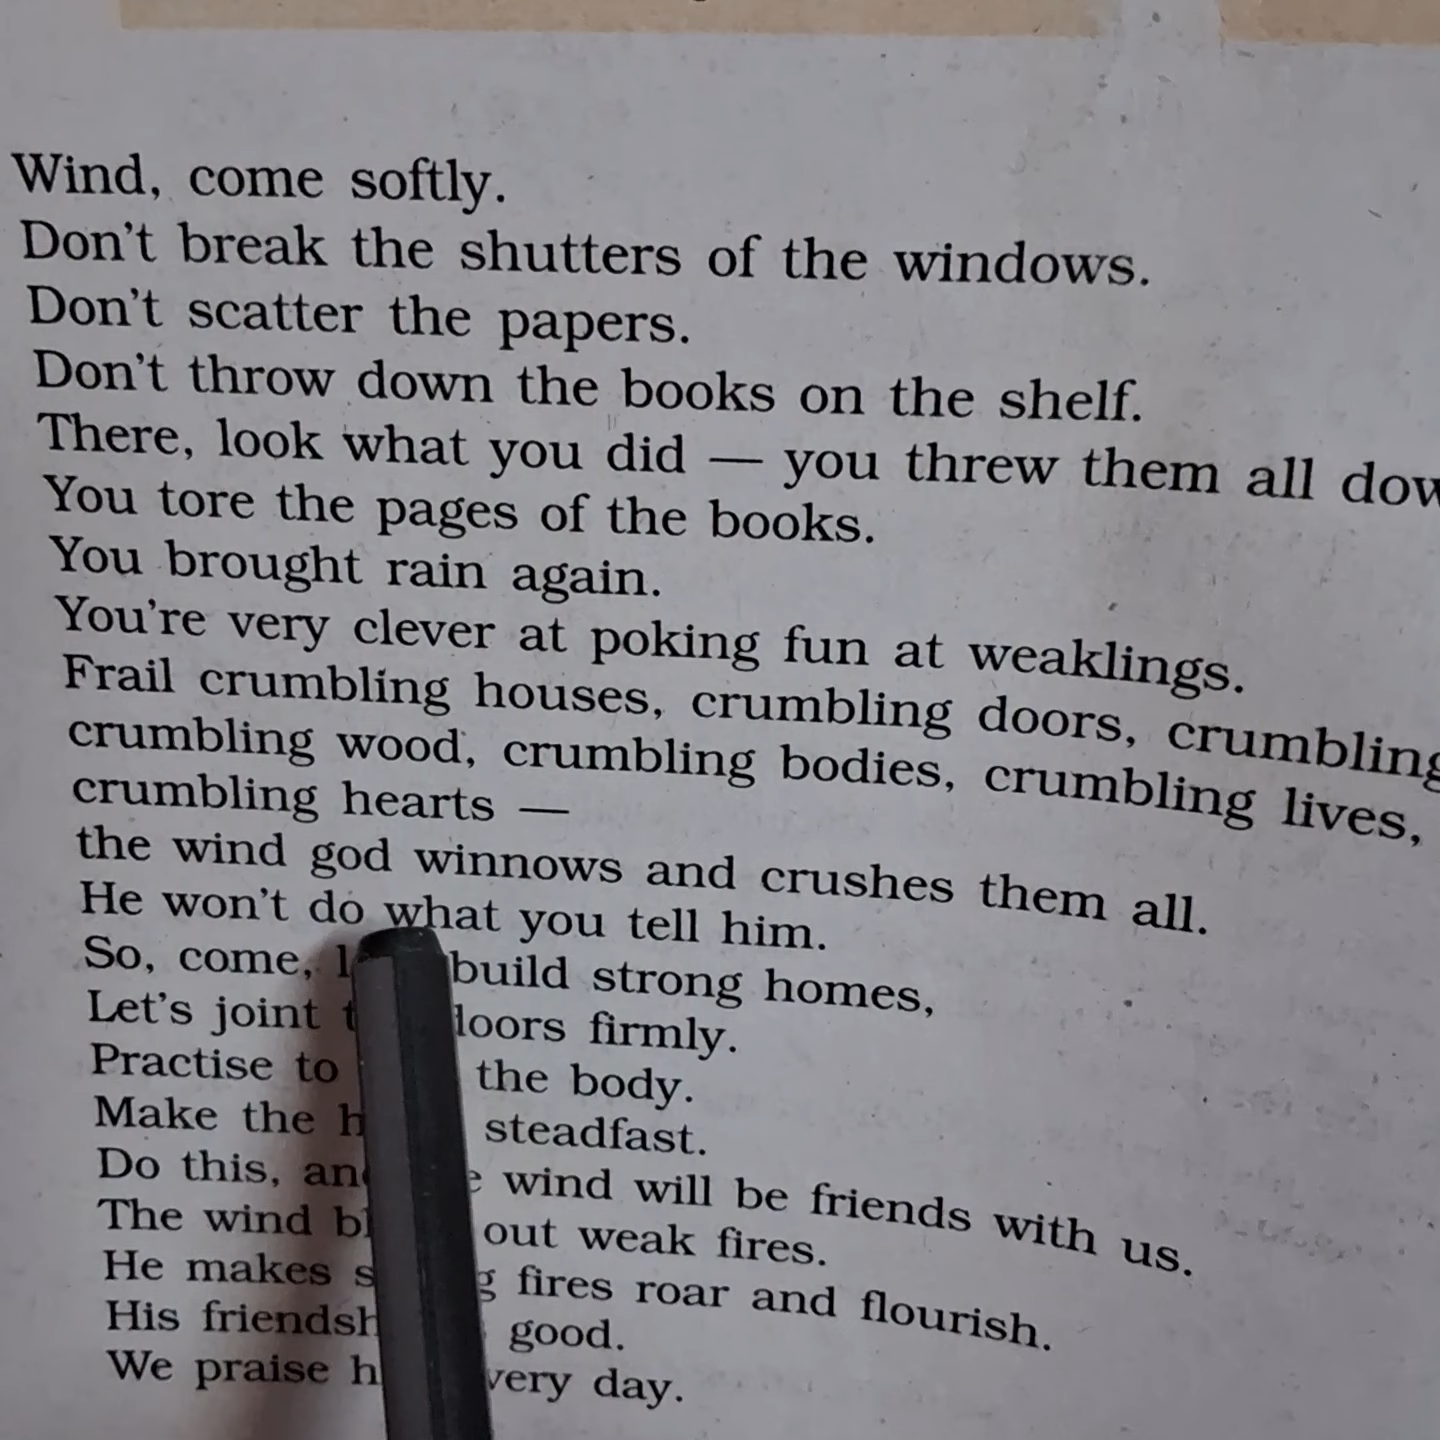 Wind, come softly.
Don't break the shutters of the windows.
Don't scatter the papers.
Don't throw down the books on the shelf.
There, look what you did — you threw them all
You tore the pages of the books.
You brought rain again.
You're very clever at poking fun at weaklings.
Frail crumbling houses, crumbling doors, crumbling
crumbling wood, crumbling bodies, crumbling lives,
crumbling hearts —
the wind god winnows and crushes them all.
He won't do what you tell him.
So, come, build strong homes,
Let's joint firmly.
Practise to the body.
Make the steadfast.
Do this, wind will be friends with us.
The wind out weak fires.
He makes fires roar and flourish.
His good.
We praise day.